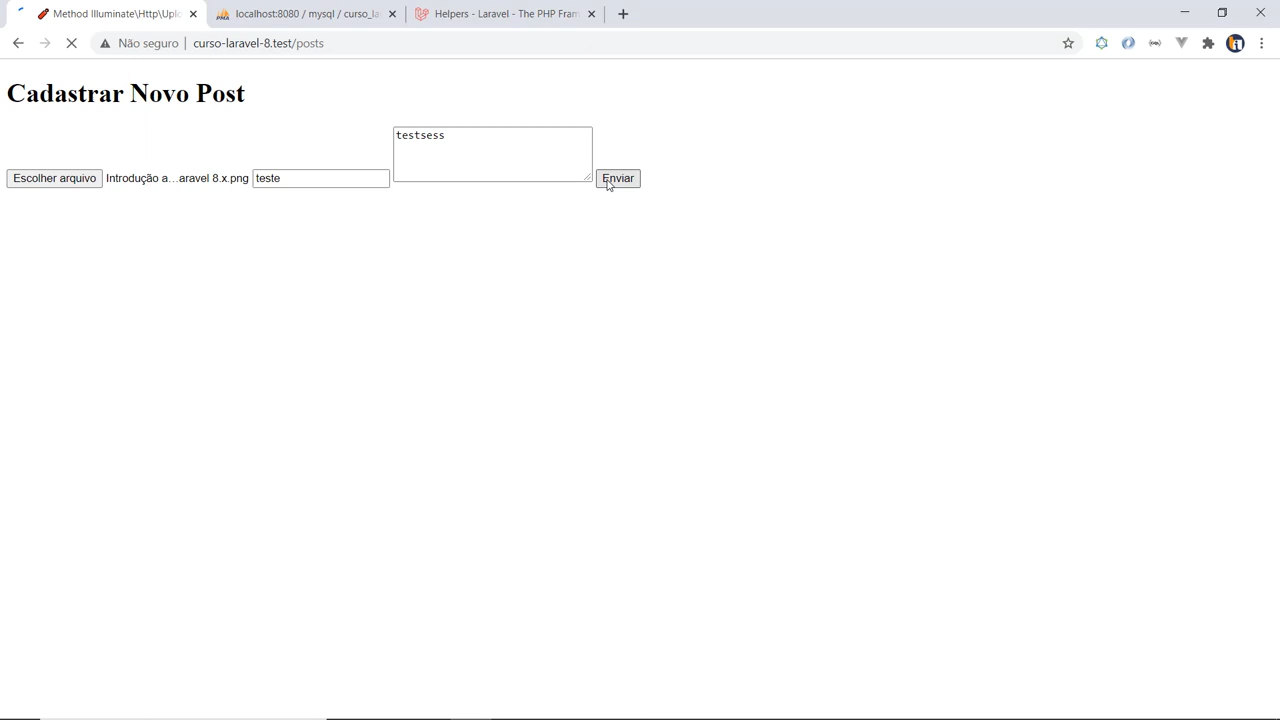 Method Illuminate\Http\Uplo
localhost:8080 / mysql / curso_la
Helpers - Laravel - The PHP Fram
Não seguro
curso-laravel-8.test/posts
Cadastrar Novo Post
testsess
Escolher arquivo Introdução a...aravel 8.x.png teste Enviar